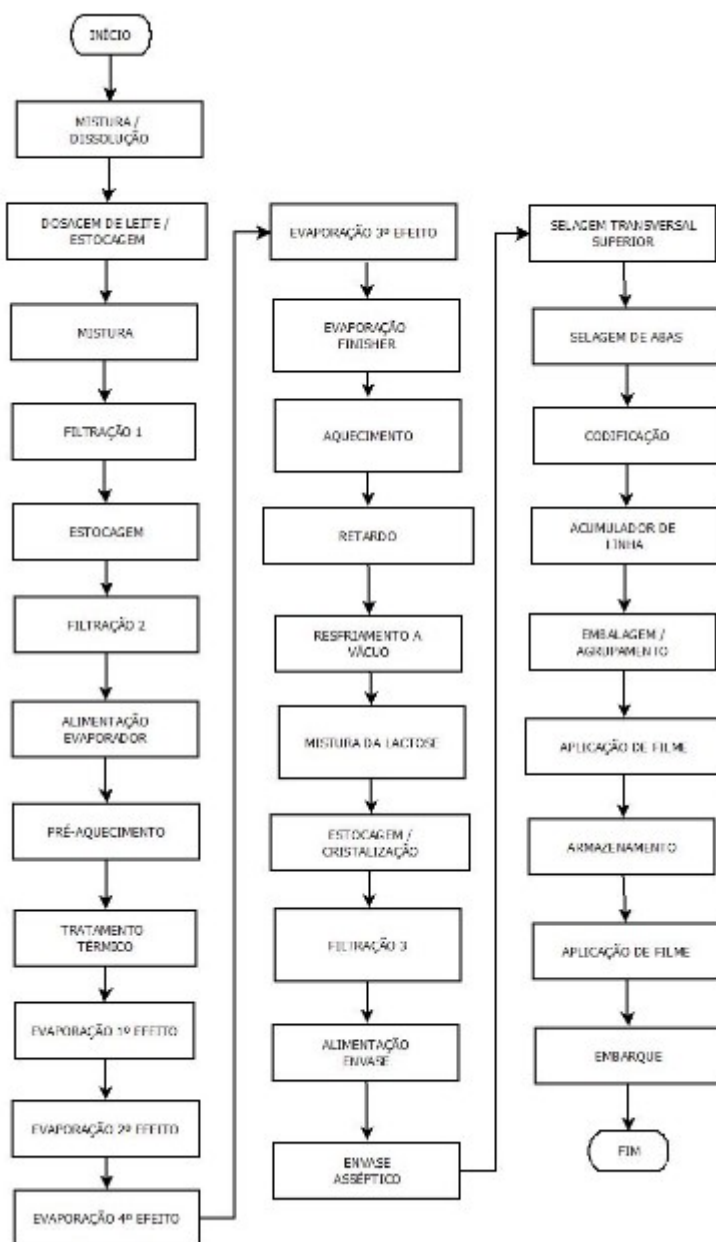 INÍCIO
MISTURA /
DISSOLUÇÃO
DOSAGEM DE LEITE /
ESTOCAGEM
MISTURA
FILTRAÇÃO 1
ESTOCAGEM
FILTRAÇÃO 2
ALIMENTAÇÃO
EVAPORADOR
PRÉ-AQUECIMENTO
TRATAMENTO
TÉRMICO
EVAPORAÇÃO 1º EFEITO
EVAPORAÇÃO 2º EFEITO
EVAPORAÇÃO 4º EFEITO
EVAPORAÇÃO 3º EFEITO
EVAPORAÇÃO
FINISHER
AQUECIMENTO
RETARDO
RESFRIAMENTO A
VÁCUO
MISTURA DA LACTOSE
ESTOCAGEM /
CRISTALIZAÇÃO
FILTRAÇÃO 3
ALIMENTAÇÃO
ENVASE
ENVASE
ASSÉPTICO
SELAGEM TRANSVERSAL
SUPERIOR
SELAGEM DE ABAS
CODIFICAÇÃO
ACUMULADOR DE
LINHA
EMBALAGEM /
AGRUPAMENTO
APLICAÇÃO DE FILME
ARMAZENAMENTO
APLICAÇÃO DE FILME
EMBARQUE
FIM